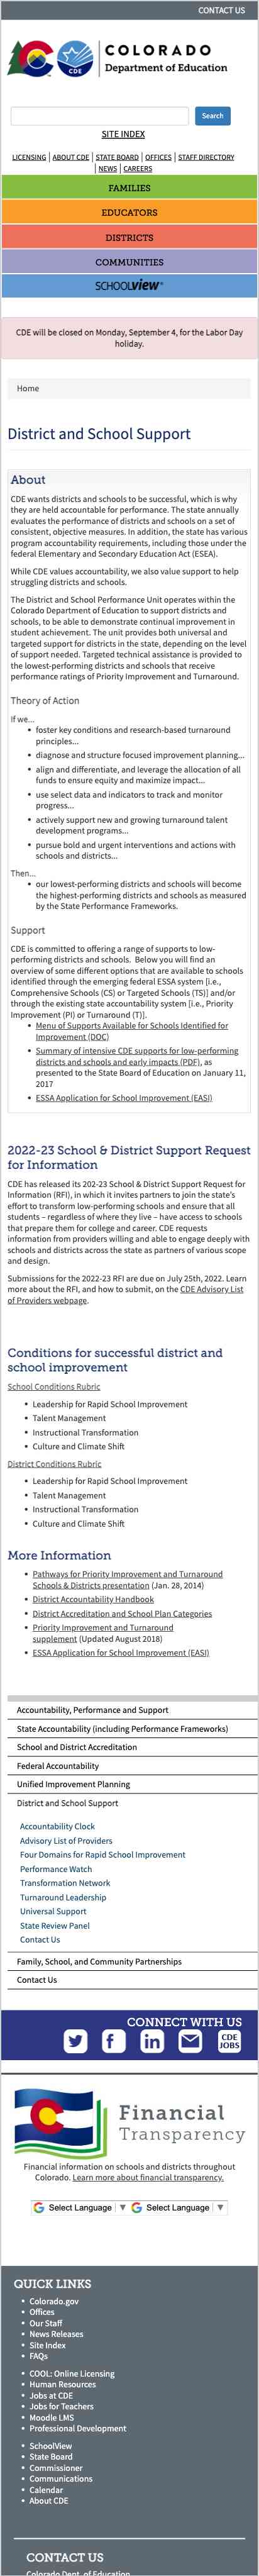 CONTACT US
COLORADO
Department of Education
CDE
Search
SITE INDEX
LICENSING | ABOUT CDE | STATE BOARD | OFFICES | STAFF DIRECTORY
| NEWS | CAREERS
FAMILIES
EDUCATORS
DISTRICTS
COMMUNITIES
SCHOOLVIEW®
CDE will be closed on Monday, September 4, for the Labor Day
holiday.
Home
District and School Support
About
CDE wants districts and schools to be successful, which is why
they are held accountable for performance. The state annually
evaluates the performance of districts and schools on a set of
consistent, objective measures. In addition, the state has various
program accountability requirements, including those under the
federal Elementary and Secondary Education Act (ESEA).
While CDE values accountability, we also value support to help
struggling districts and schools.
The District and School Performance Unit operates within the
Colorado Department of Education to support districts and
schools, to be able to demonstrate continual improvement in
student achievement. The unit provides both universal and
targeted support for districts in the state, depending on the level
of support needed. Targeted technical assistance is provided to
the lowest-performing districts and schools that receive
performance ratings of Priority Improvement and Turnaround.
Theory of Action
If we...
• foster key conditions and research-based turnaround
principles...
• diagnose and structure focused improvement planning...
• align and differentiate, and leverage the allocation of all
funds to ensure equity and maximize impact...
• use select data and indicators to track and monitor
progress...
• actively support new and growing turnaround talent
development programs...
• pursue bold and urgent interventions and actions with
schools and districts...
Then...
• our lowest-performing districts and schools will become
the highest-performing districts and schools as measured
by the State Performance Frameworks.
Support
CDE is committed to offering a range of supports to low-
performing districts and schools. Below you will find an
overview of some different options that are available to schools
identified through the emerging federal ESSA system [i.e.,
Comprehensive Schools (CS) or Targeted Schools (TS)] and/or
through the existing state accountability system [i.e., Priority
Improvement (PI) or Turnaround (T)].
• Menu of Supports Available for Schools Identified for
Improvement (DOC)
• Summary of intensive CDE supports for low-performing
districts and schools and early impacts (PDF), as
presented to the State Board of Education on January 11,
2017
• ESSA Application for School Improvement (EASI)
2022-23 School & District Support Request
for Information
CDE has released its 202-23 School & District Support Request for
Information (RFI), in which it invites partners to join the state's
effort to transform low-performing schools and ensure that all
students – regardless of where they live – have access to schools
that prepare them for college and career. CDE requests
information from providers willing and able to engage deeply with
schools and districts across the state as partners of various scope
and design.
Submissions for the 2022-23 RFI are due on July 25th, 2022. Learn
more about the RFI, and how to submit, on the CDE Advisory List
of Providers webpage.
Conditions for successful district and
school improvement
School Conditions Rubric
• Leadership for Rapid School Improvement
• Talent Management
• Instructional Transformation
• Culture and Climate Shift
District Conditions Rubric
• Leadership for Rapid School Improvement
• Talent Management
• Instructional Transformation
• Culture and Climate Shift
More Information
• Pathways for Priority Improvement and Turnaround
Schools & Districts presentation (Jan. 28, 2014)
• District Accountability Handbook
• District Accreditation and School Plan Categories
• Priority Improvement and Turnaround
supplement (Updated August 2018)
• ESSA Application for School Improvement (EASI)
Accountability, Performance and Support
State Accountability (including Performance Frameworks)
School and District Accreditation
Federal Accountability
Unified Improvement Planning
District and School Support
Accountability Clock
Advisory List of Providers
Four Domains for Rapid School Improvement
Performance Watch
Transformation Network
Turnaround Leadership
Universal Support
State Review Panel
Contact Us
Family, School, and Community Partnerships
Contact Us
CONNECT WITH US
CDE
JOBS
Financial
Transparency
Financial information on schools and districts throughout
Colorado. Learn more about financial transparency.
Select Language ▼ Select Language ▼
QUICK LINKS
• Colorado.gov
• Offices
• Our Staff
• News Releases
• Site Index
• FAQs
• COOL: Online Licensing
• Human Resources
• Jobs at CDE
• Jobs for Teachers
• Moodle LMS
• Professional Development
• SchoolView
• State Board
• Commissioner
• Communications
• Calendar
• About CDE
CONTACT US
Colorado Dept. of Education